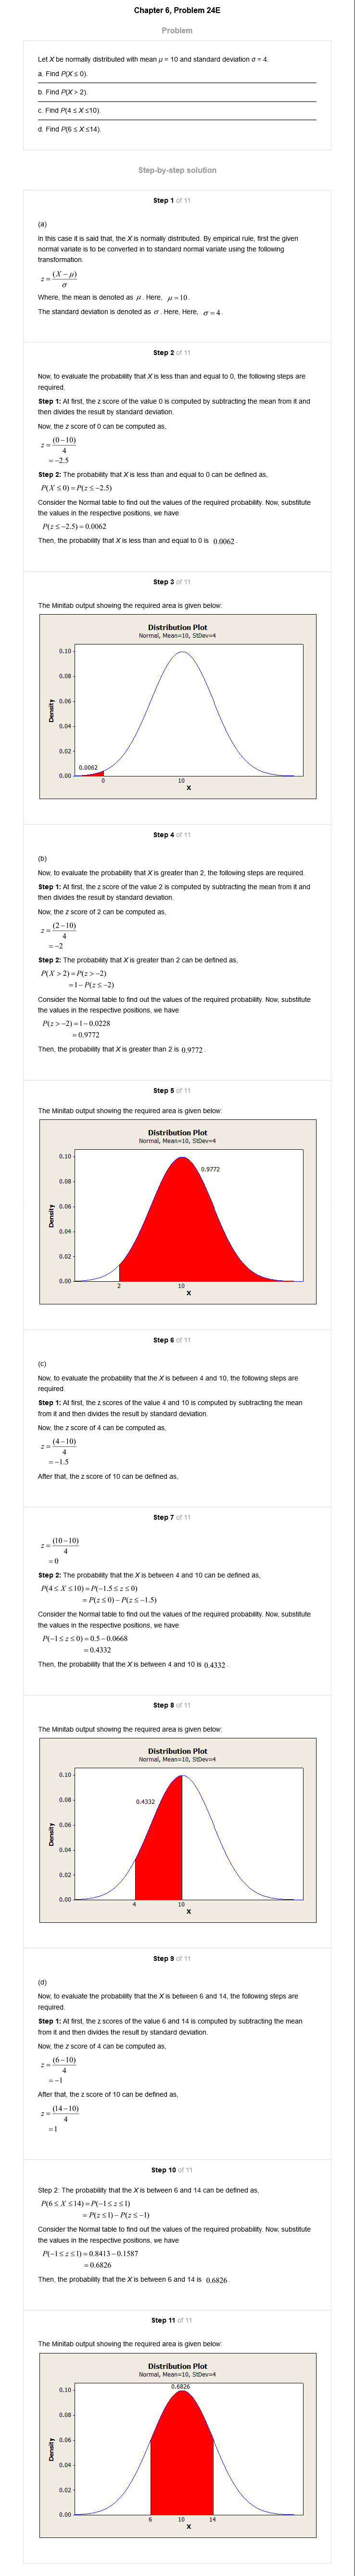 Chapter 6, Problem 24E
Problem
Let X be normally distributed with mean μ = 10 and standard deviation σ = 4.
a. Find P(X ≤ 0).
b. Find P(X > 2).
c. Find P(4 ≤ X ≤10).
d. Find P(6 ≤ X ≤14).
Step-by-step solution
Step 1 of 11
(a)
In this case it is said that, the X is normally distributed. By empirical rule, first the given
normal variate is to be converted in to standard normal variate using the following
transformation.
z = (X − μ)
σ
Where, the mean is denoted as μ. Here, μ = 10.
The standard deviation is denoted as σ. Here, Here, σ = 4.
Step 2 of 11
Now, to evaluate the probability that X is less than and equal to 0, the following steps are
required.
Step 1: At first, the z score of the value 0 is computed by subtracting the mean from it and
then divides the result by standard deviation.
Now, the z score of 0 can be computed as,
z = (0−10)
4
= −2.5
Step 2: The probability that X is less than and equal to 0 can be defined as,
P(X ≤ 0) = P(z ≤ −2.5)
Consider the Normal table to find out the values of the required probability. Now, substitute
the values in the respective positions, we have
P(z ≤ −2.5) = 0.0062
Then, the probability that X is less than and equal to 0 is 0.0062.
Step 3 of 11
The Minitab output showing the required area is given below:
Distribution Plot
Normal, Mean=10, StDev=4
0.10
0.08
0.06
0.04
0.02
0.00
Density
0.0062
0 10
X
Step 4 of 11
(b)
Now, to evaluate the probability that X is greater than 2, the following steps are required.
Step 1: At first, the z score of the value 2 is computed by subtracting the mean from it and
then divides the result by standard deviation.
Now, the z score of 2 can be computed as,
z = (2−10)
4
= −2
Step 2: The probability that X is greater than 2 can be defined as,
P(X > 2) = P(z > −2)
= 1− P(z ≤ −2)
Consider the Normal table to find out the values of the required probability. Now, substitute
the values in the respective positions, we have
P(z > −2) = 1−0.0228
= 0.9772
Then, the probability that X is greater than 2 is 0.9772.
Step 5 of 11
The Minitab output showing the required area is given below:
Distribution Plot
Normal, Mean=10, StDev=4
0.10
0.08
0.06
0.04
0.02
0.00
Density
0.9772
2 10
X
Step 6 of 11
(c)
Now, to evaluate the probability that the X is between 4 and 10, the following steps are
required.
Step 1: At first, the z scores of the value 4 and 10 is computed by subtracting the mean
from it and then divides the result by standard deviation.
Now, the z score of 4 can be computed as,
z = (4−10)
4
= −1.5
After that, the z score of 10 can be defined as,
Step 7 of 11
z = (10−10)
4
= 0
Step 2: The probability that the X is between 4 and 10 can be defined as,
P(4 ≤ X ≤ 10) = P(−1.5 ≤ z ≤ 0)
= P(z ≤ 0) − P(z ≤ −1.5)
Consider the Normal table to find out the values of the required probability. Now, substitute
the values in the respective positions, we have
P(−1 ≤ z ≤ 0) = 0.5−0.0668
= 0.4332
Then, the probability that the X is between 4 and 10 is 0.4332.
Step 8 of 11
The Minitab output showing the required area is given below:
Distribution Plot
Normal, Mean=10, StDev=4
0.10
0.08
0.06
0.04
0.02
0.00
Density
0.4332
4 10
X
Step 9 of 11
(d)
Now, to evaluate the probability that the X is between 6 and 14, the following steps are
required.
Step 1: At first, the z scores of the value 6 and 14 is computed by subtracting the mean
from it and then divides the result by standard deviation.
Now, the z score of 4 can be computed as,
z = (6−10)
4
= −1
After that, the z score of 10 can be defined as,
z = (14−10)
4
= 1
Step 10 of 11
Step 2: The probability that the X is between 6 and 14 can be defined as,
P(6 ≤ X ≤ 14) = P(−1 ≤ z ≤ 1)
= P(z ≤ 1) − P(z ≤ −1)
Consider the Normal table to find out the values of the required probability. Now, substitute
the values in the respective positions, we have
P(−1 ≤ z ≤ 1) = 0.8413−0.1587
= 0.6826
Then, the probability that the X is between 6 and 14 is 0.6826.
Step 11 of 11
The Minitab output showing the required area is given below:
Distribution Plot
Normal, Mean=10, StDev=4
0.6826
0.10
0.08
0.06
0.04
0.02
0.00
Density
6 10 14
X